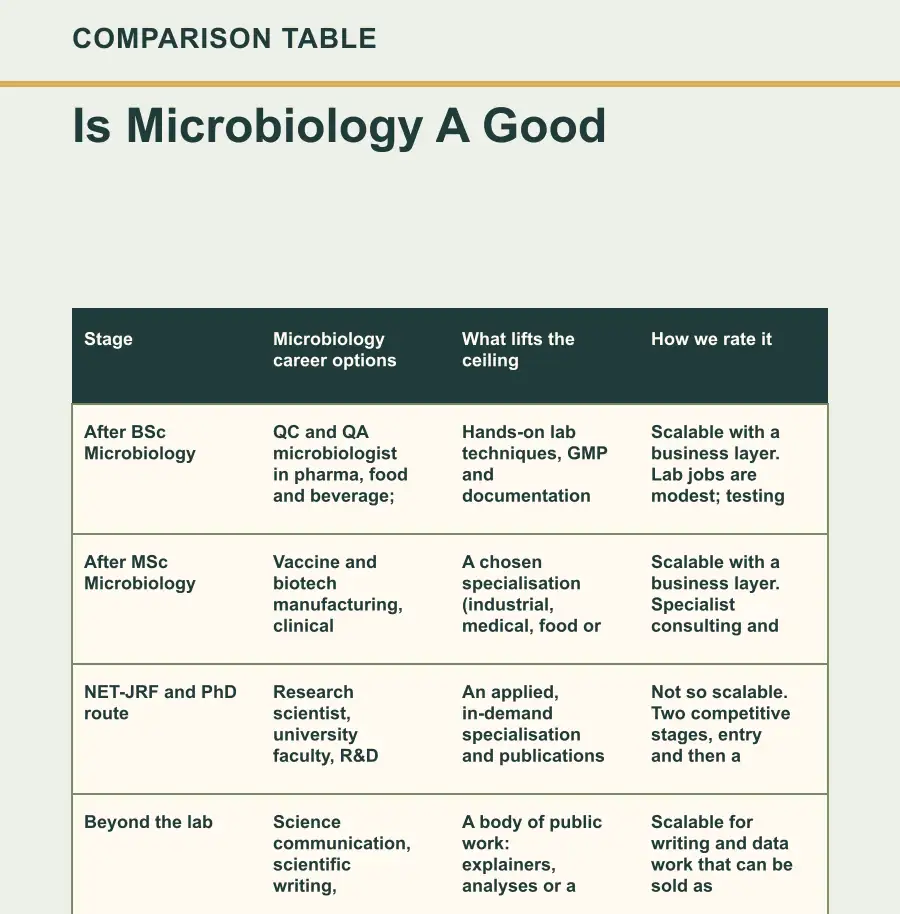 COMPARISON TABLE
Is Microbiology A Good
Stage
Microbiology
career options
What lifts the
ceiling
How we rate it
After BSc
Microbiology
QC and QA
microbiologist
in pharma, food
and beverage;
Hands-on lab
techniques, GMP
and
documentation
Scalable with a
business layer.
Lab jobs are
modest; testing
After MSc
Microbiology
Vaccine and
biotech
manufacturing,
clinical
A chosen
specialisation
(industrial,
medical, food or
Scalable with a
business layer.
Specialist
consulting and
NET-JRF and PhD
route
Research
scientist,
university
faculty, R&D
An applied,
in-demand
specialisation
and publications
Not so scalable.
Two competitive
stages, entry
and then a
Beyond the lab
Science
communication,
scientific
writing,
A body of public
work:
explainers,
analyses or a
Scalable for
writing and data
work that can be
sold as